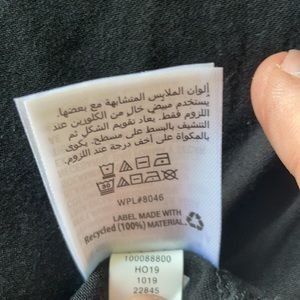 ألوان الملابس المتشابهة مع بعضها.
يستخدم مبيض خال من الكلورين عند
اللزوم فقط. يعاد تقويم الشكل ثم
التنشيف بالبسط على مسطح. يكوى
بالمكواة على أخف درجة عند اللزوم.
WPL#8046
LABEL MADE WITH
Recycled (100%) MATERIAL.
100088800
HO19
1019
22845